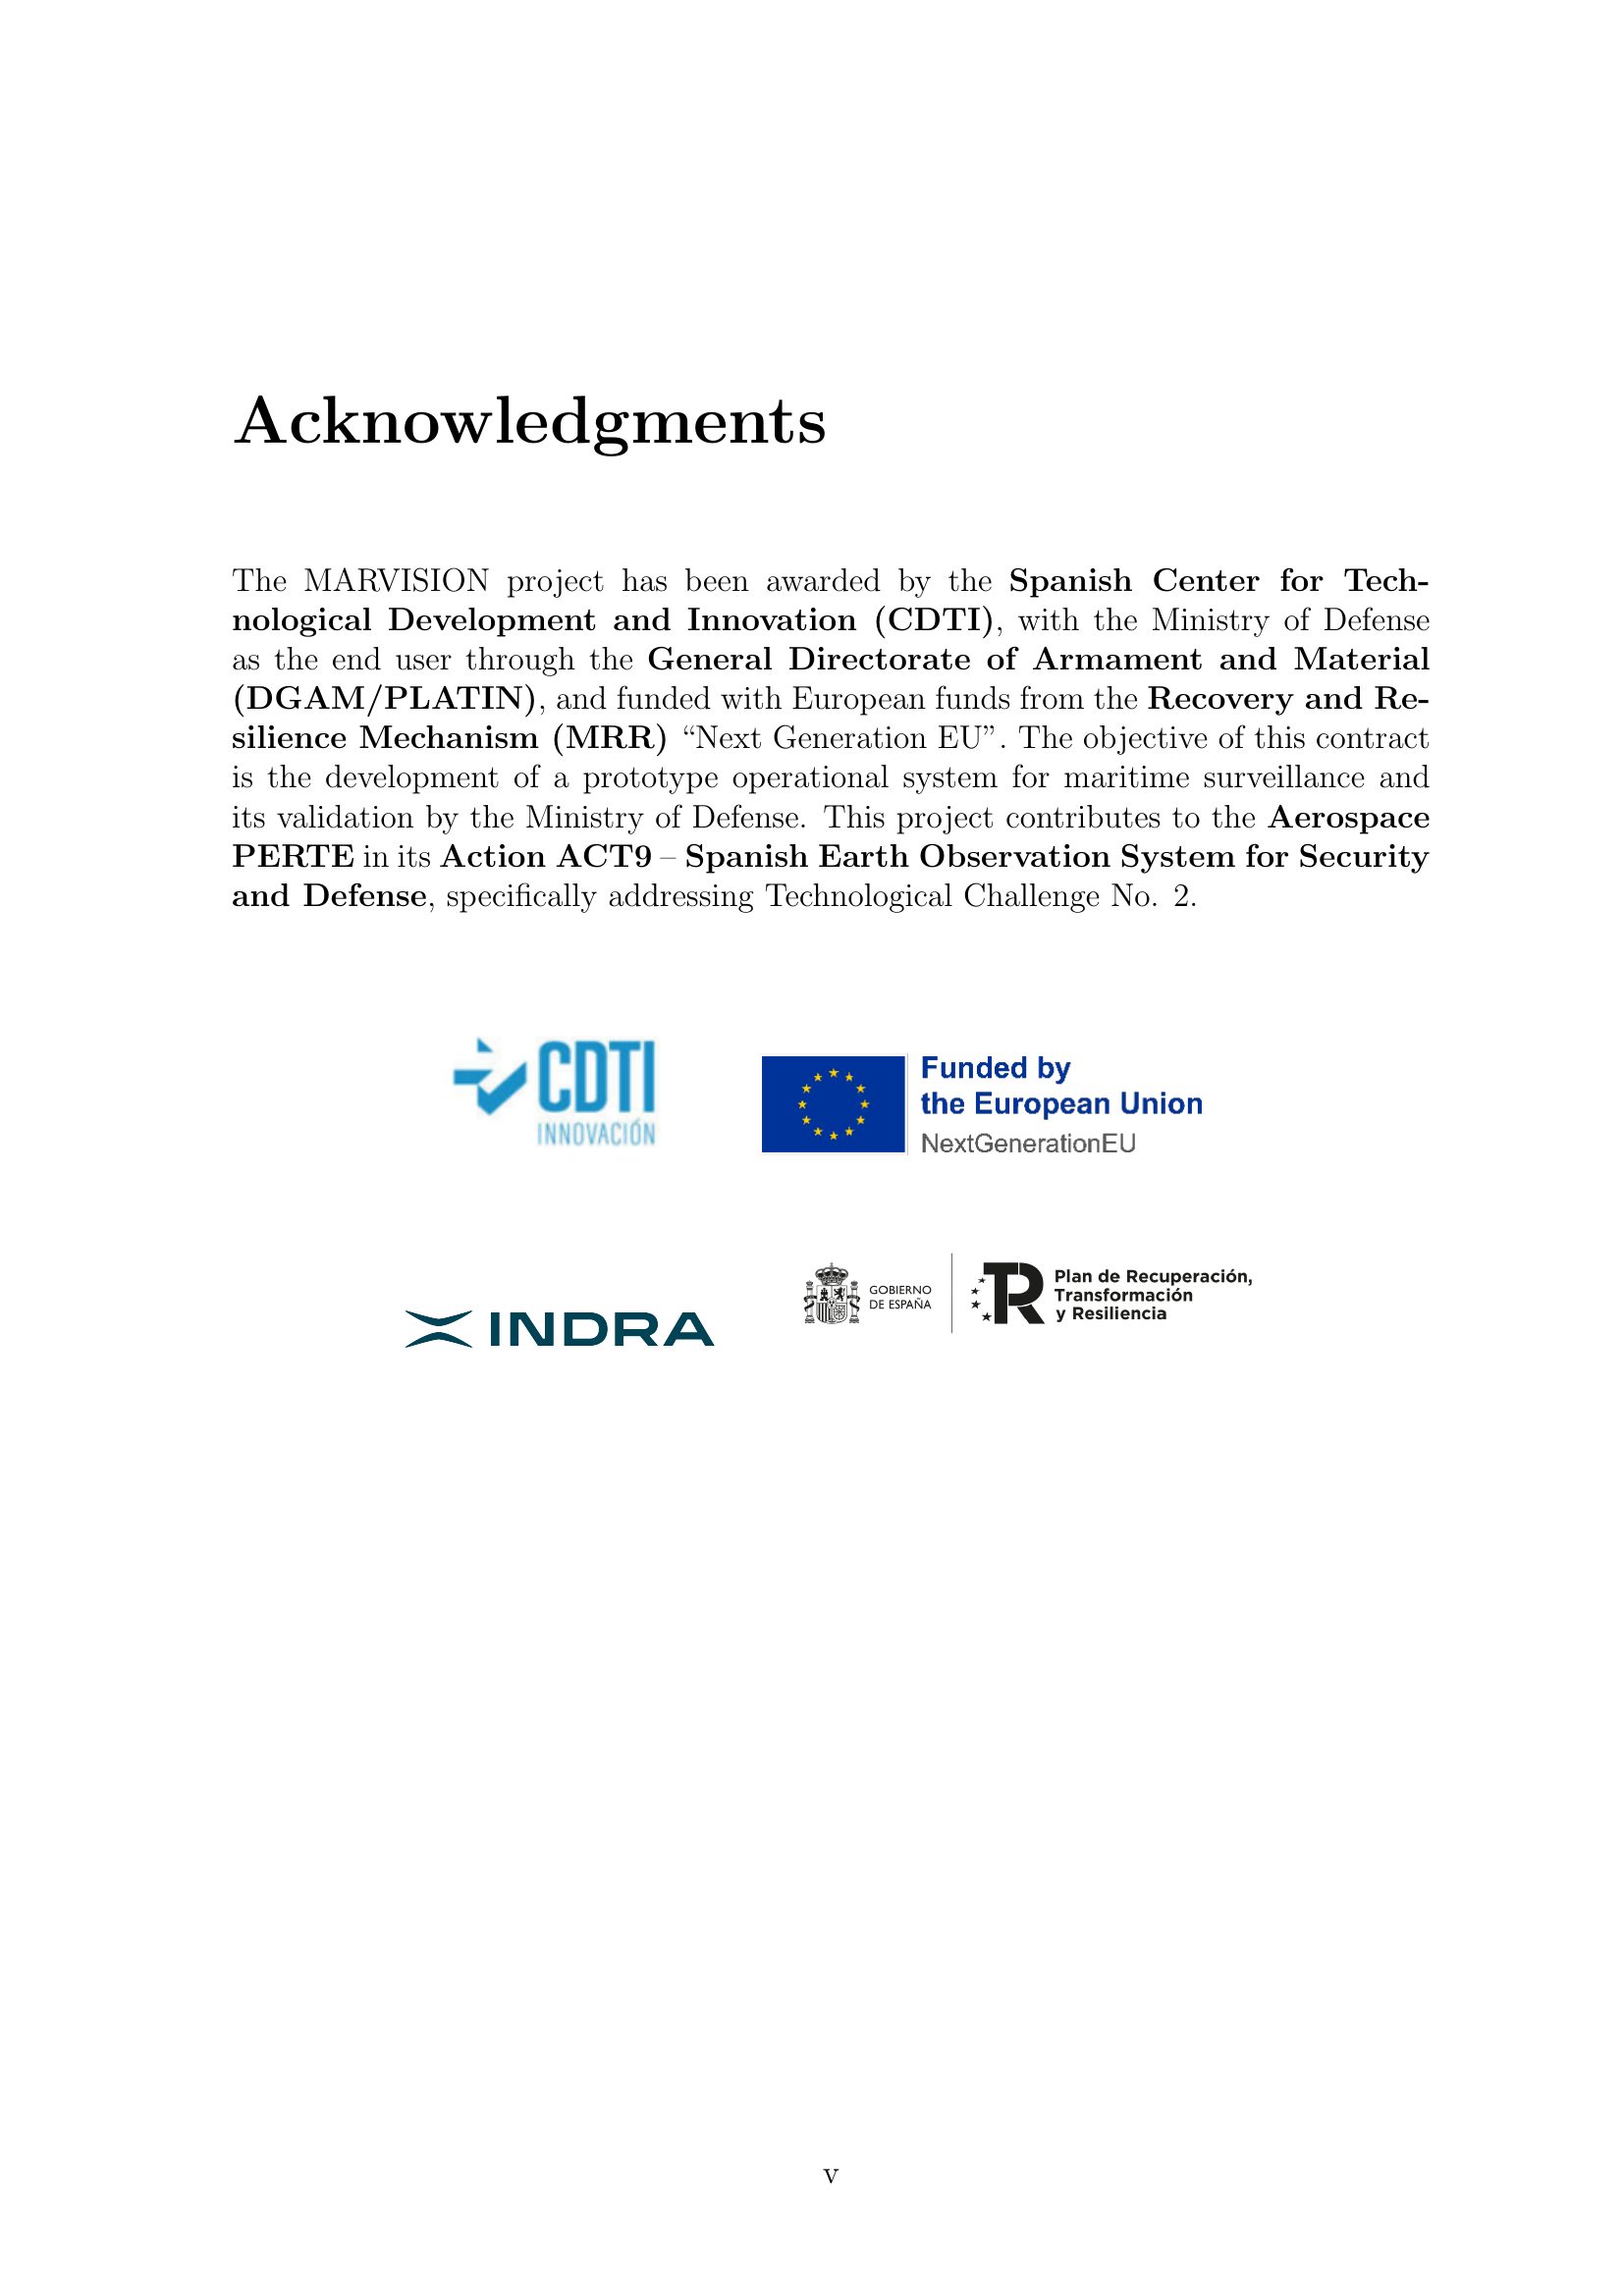 Acknowledgments
The MARVISION project has been awarded by the Spanish Center for Tech-
nological Development and Innovation (CDTI), with the Ministry of Defense
as the end user through the General Directorate of Armament and Material
(DGAM/PLATIN), and funded with European funds from the Recovery and Re-
silience Mechanism (MRR) “Next Generation EU”. The objective of this contract
is the development of a prototype operational system for maritime surveillance and
its validation by the Ministry of Defense. This project contributes to the Aerospace
PERTE in its Action ACT9 – Spanish Earth Observation System for Security
and Defense, specifically addressing Technological Challenge No. 2.
CDTI
INNOVACIÓN
Funded by
the European Union
NextGenerationEU
INDRA
GOBIERNO
DE ESPAÑA
TR
Plan de Recuperación,
Transformación
y Resiliencia
v